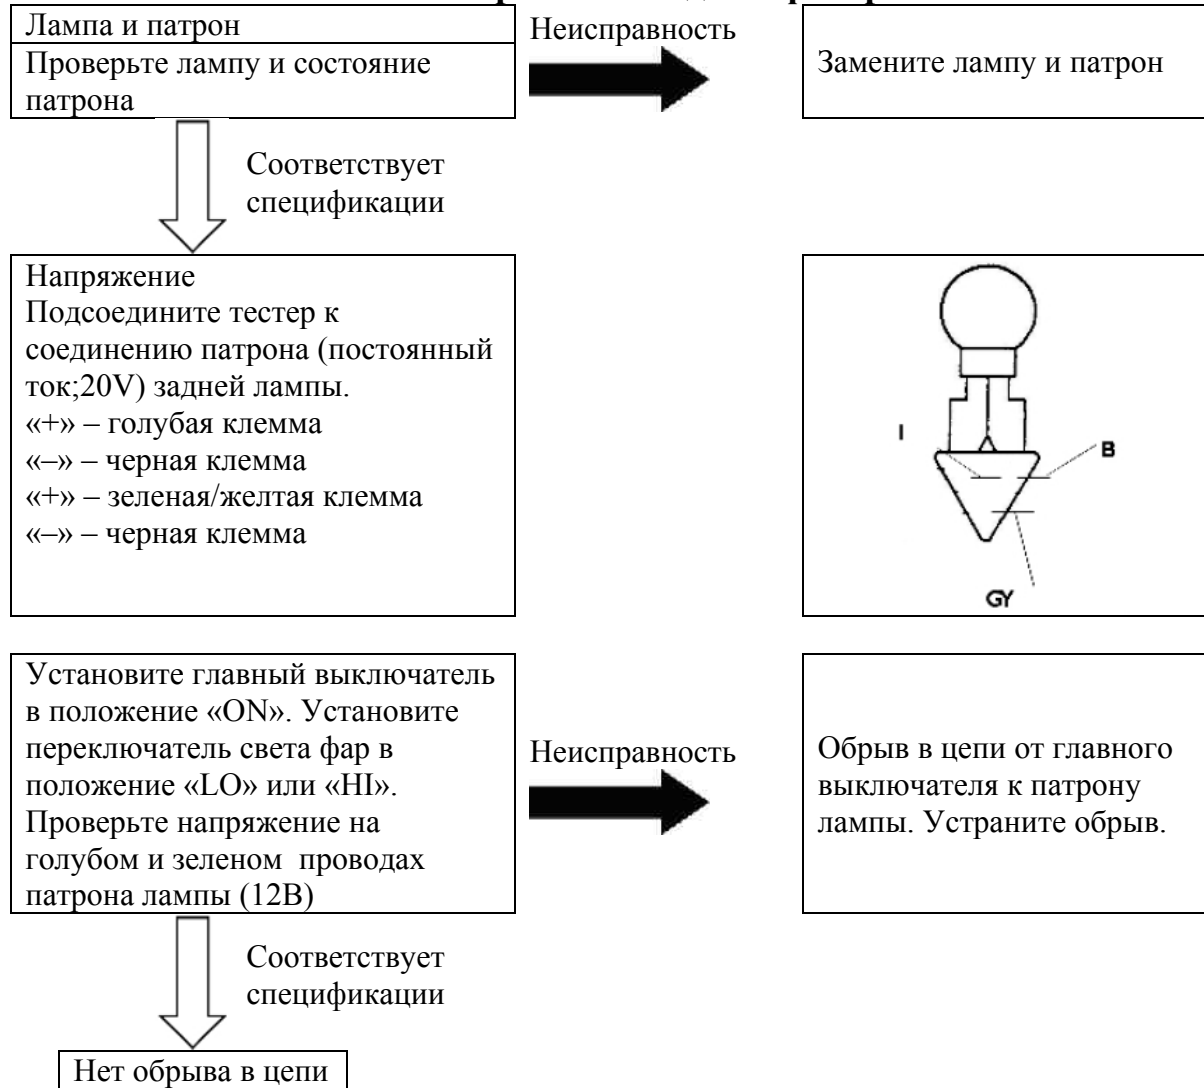 Лампа и патрон
Неисправность
Проверьте лампу и состояние
патрона
Замените лампу и патрон
Соответствует
спецификации
Напряжение
Подсоедините тестер к
соединению патрона (постоянный
ток;20V) задней лампы.
«+» – голубая клемма
«–» – черная клемма
«+» – зеленая/желтая клемма
«–» – черная клемма
I
B
GY
Установите главный выключатель
в положение «ON». Установите
переключатель света фар в
положение «LO» или «HI».
Проверьте напряжение на
голубом и зеленом  проводах
патрона лампы (12В)
Неисправность
Обрыв в цепи от главного
выключателя к патрону
лампы. Устраните обрыв.
Соответствует
спецификации
Нет обрыва в цепи